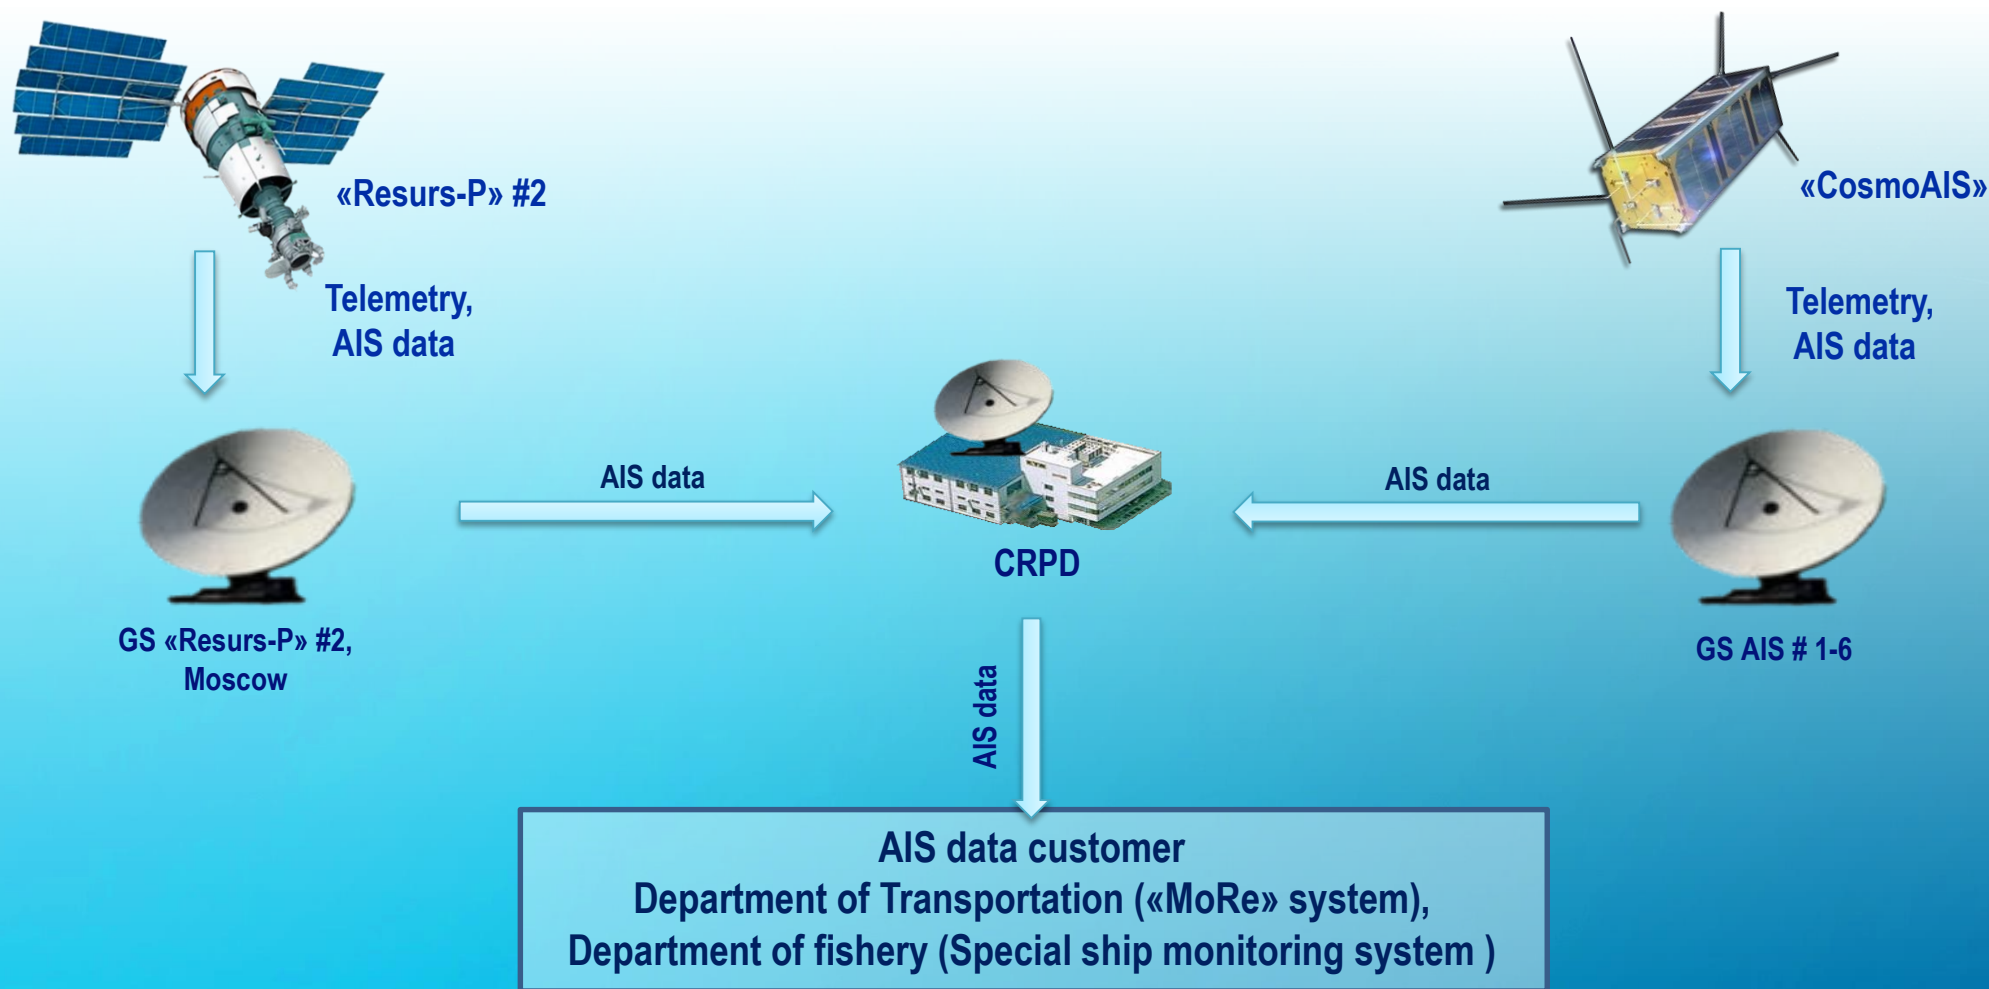 «Resurs-P» #2
«CosmoAIS»
Telemetry,
AIS data
Telemetry,
AIS data
AIS data
AIS data
CRPD
GS «Resurs-P» #2,
Moscow
GS AIS # 1-6
AIS data
AIS data customer
Department of Transportation («MoRe» system),
Department of fishery (Special ship monitoring system )